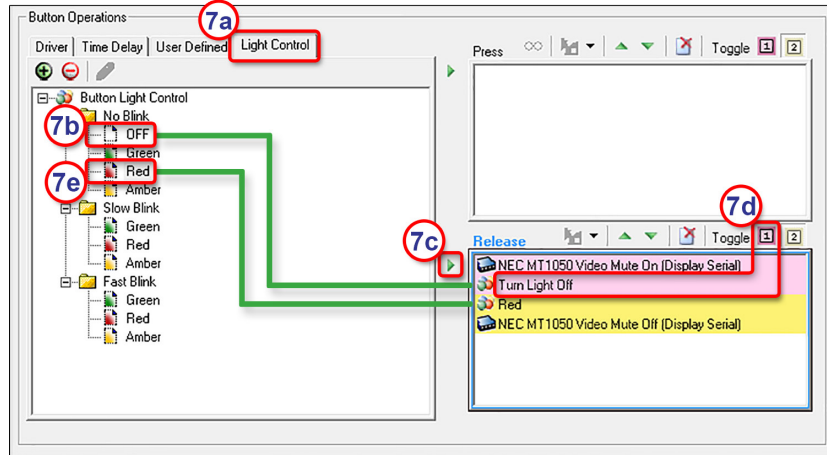 Button Operations
7a
Driver
Time Delay
User Defined
Light Control
Button Light Control
No Blink
7b
OFF
Green
7e
Red
Amber
Slow Blink
Green
Red
Amber
Fast Blink
Green
Red
Amber
Press
Toggle 1 2
7d
7c
Release
Toggle 1 2
NEC MT1050 Video Mute On (Display Serial)
Turn Light Off
Red
NEC MT1050 Video Mute Off (Display Serial)